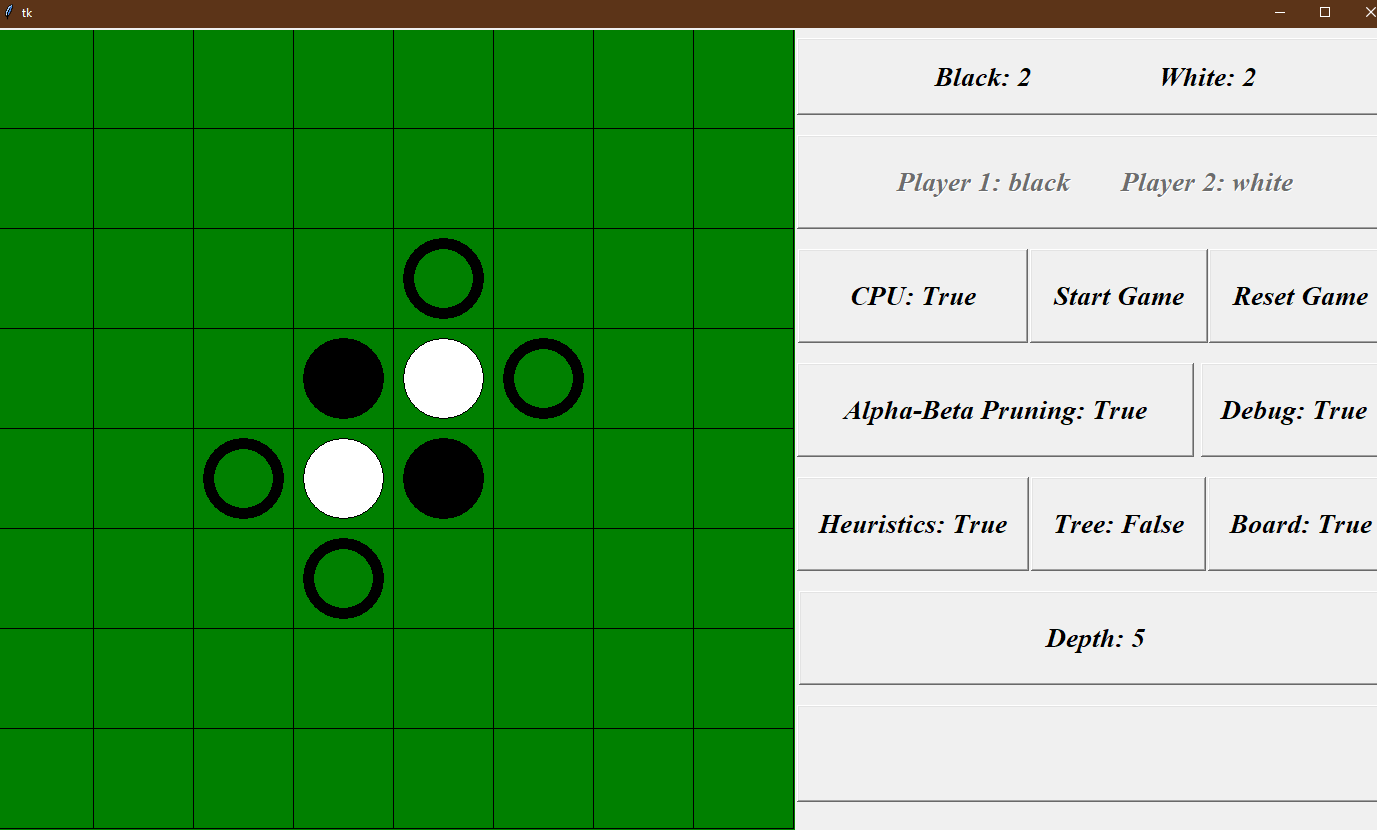 tk
Black: 2 White: 2
Player 1: black Player 2: white
CPU: True Start Game Reset Game
Alpha-Beta Pruning: True Debug: True
Heuristics: True Tree: False Board: True
Depth: 5